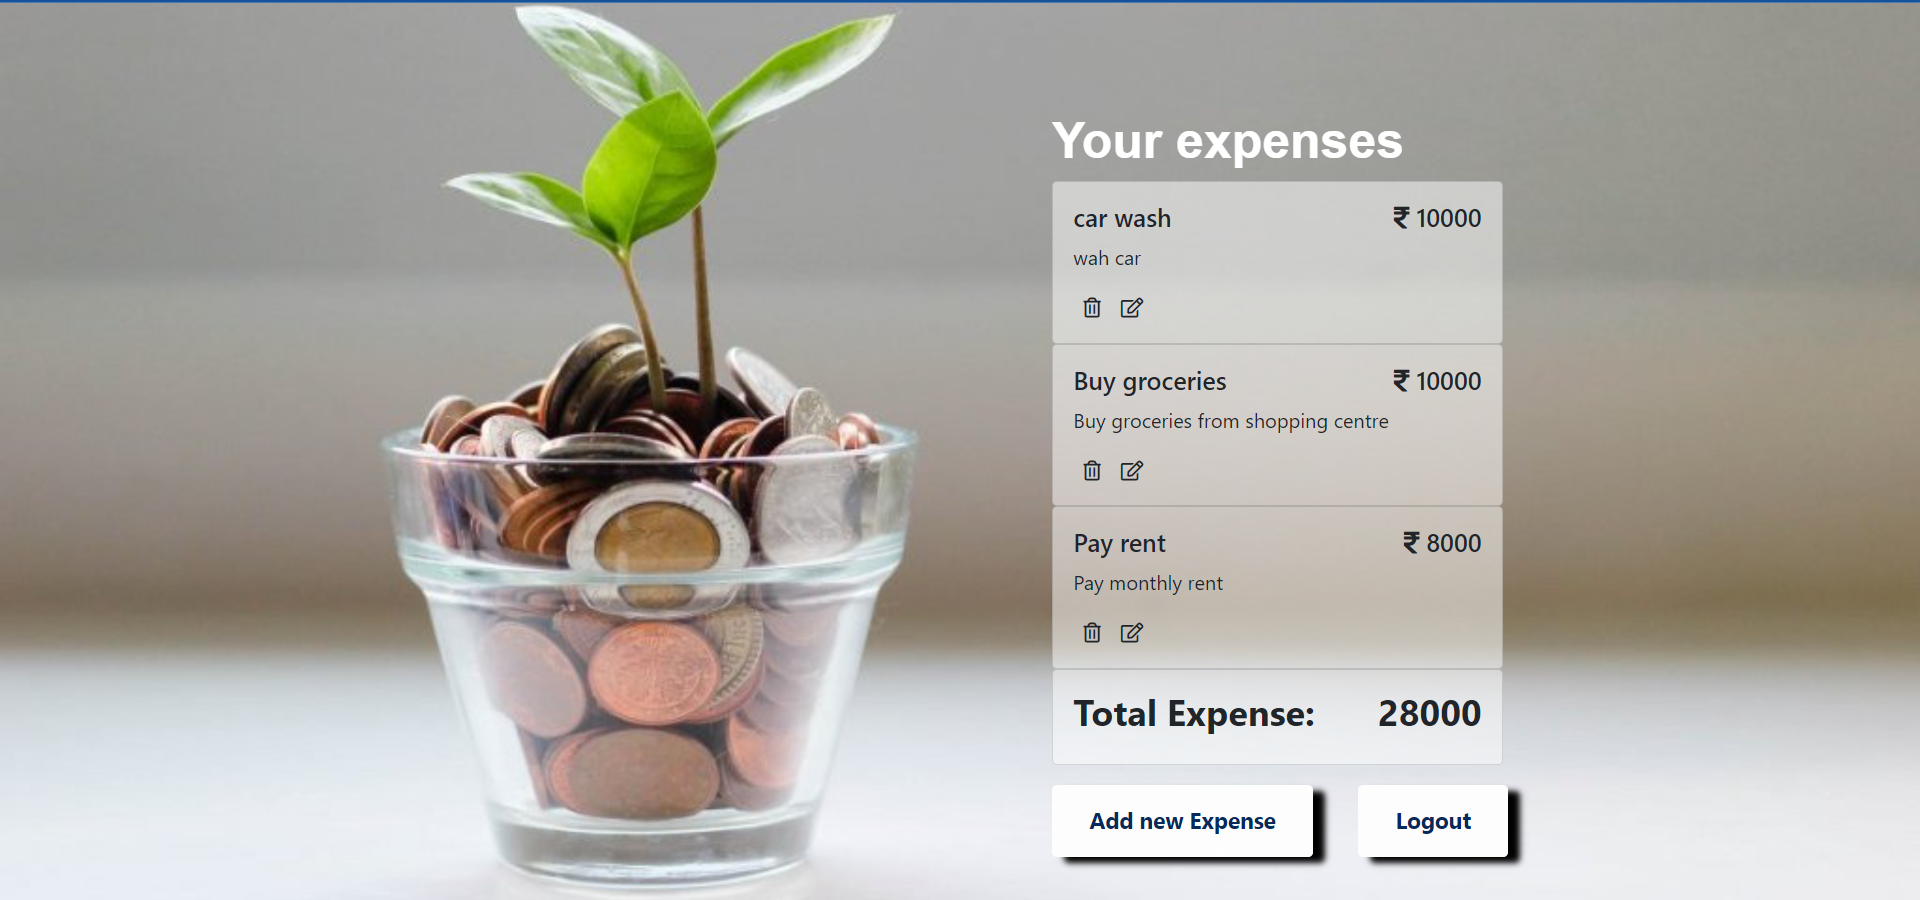 Your expenses
car wash ₹ 10000
wah car
Buy groceries ₹ 10000
Buy groceries from shopping centre
Pay rent ₹ 8000
Pay monthly rent
Total Expense: 28000
Add new Expense Logout